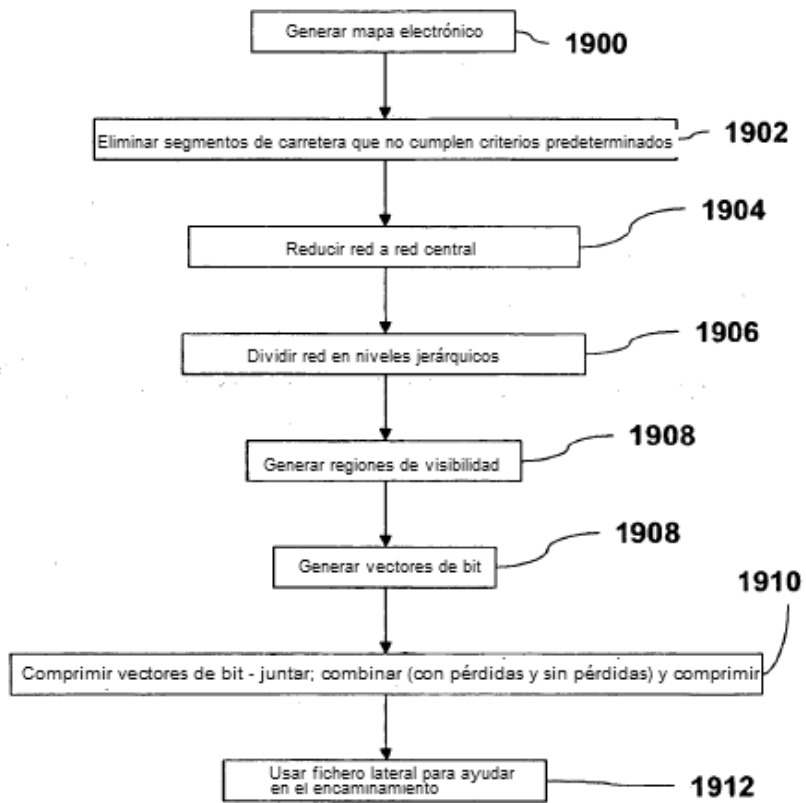 Generar mapa electrónico
1900
Eliminar segmentos de carretera que no cumplen criterios predeterminados
1902
1904
Reducir red a red central
1906
Dividir red en niveles jerárquicos
1908
Generar regiones de visibilidad
1908
Generar vectores de bit
1910
Comprimir vectores de bit - juntar; combinar (con pérdidas y sin pérdidas) y comprimir
Usar fichero lateral para ayudar
en el encaminamiento
1912